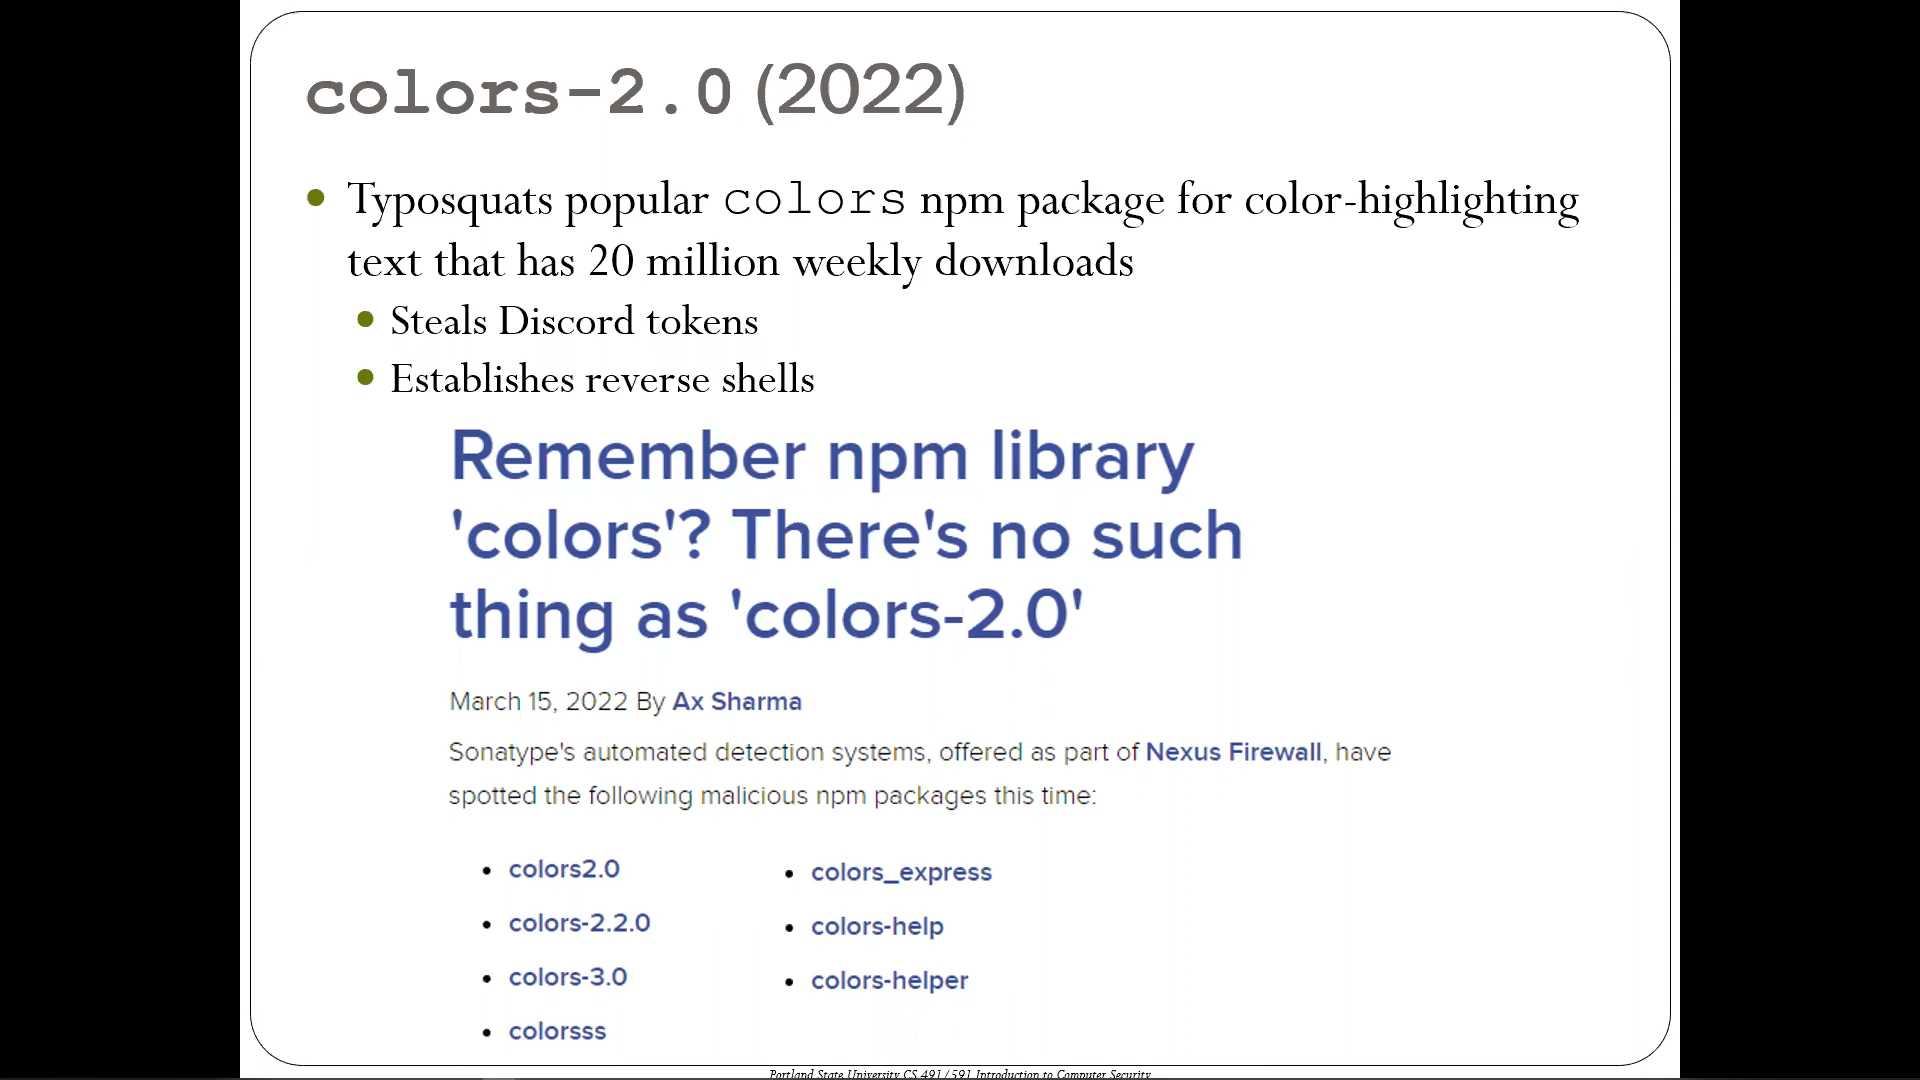 colors-2.0 (2022)
• Typosquats popular colors npm package for color-highlighting
text that has 20 million weekly downloads
• Steals Discord tokens
• Establishes reverse shells
Remember npm library
'colors'? There's no such
thing as 'colors-2.0'
March 15, 2022 By Ax Sharma
Sonatype's automated detection systems, offered as part of Nexus Firewall, have
spotted the following malicious npm packages this time:
• colors2.0
• colors-2.2.0
• colors-3.0
• colorsss
• colors_express
• colors-help
• colors-helper
Portland State University CS 491/591 Introduction to Computer Security